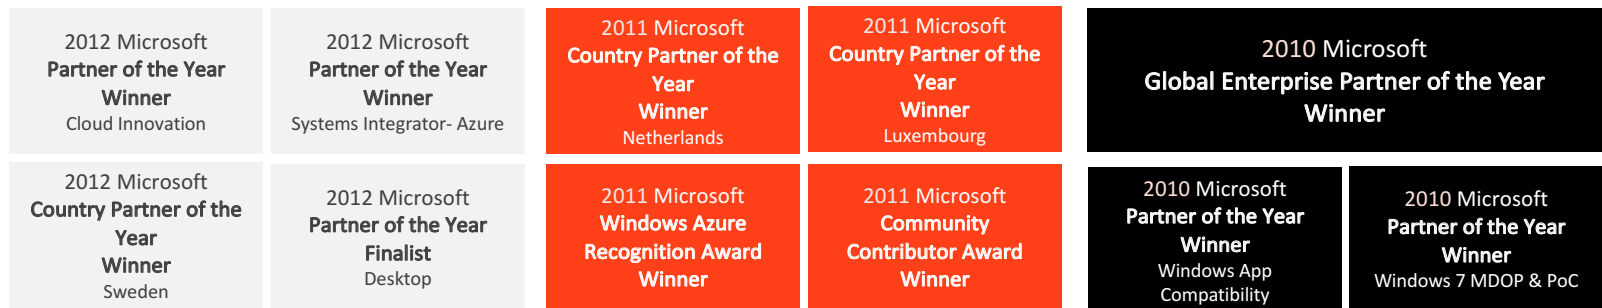 2012 Microsoft
Partner of the Year
Winner
Cloud Innovation
2012 Microsoft
Partner of the Year
Winner
Systems Integrator- Azure
2011 Microsoft
Country Partner of the
Year
Winner
Netherlands
2011 Microsoft
Country Partner of the
Year
Winner
Luxembourg
2010 Microsoft
Global Enterprise Partner of the Year
Winner
2012 Microsoft
Country Partner of the
Year
Winner
Sweden
2012 Microsoft
Partner of the Year
Finalist
Desktop
2011 Microsoft
Windows Azure
Recognition Award
Winner
2011 Microsoft
Community
Contributor Award
Winner
2010 Microsoft
Partner of the Year
Winner
Windows App
Compatibility
2010 Microsoft
Partner of the Year
Winner
Windows 7 MDOP & PoC